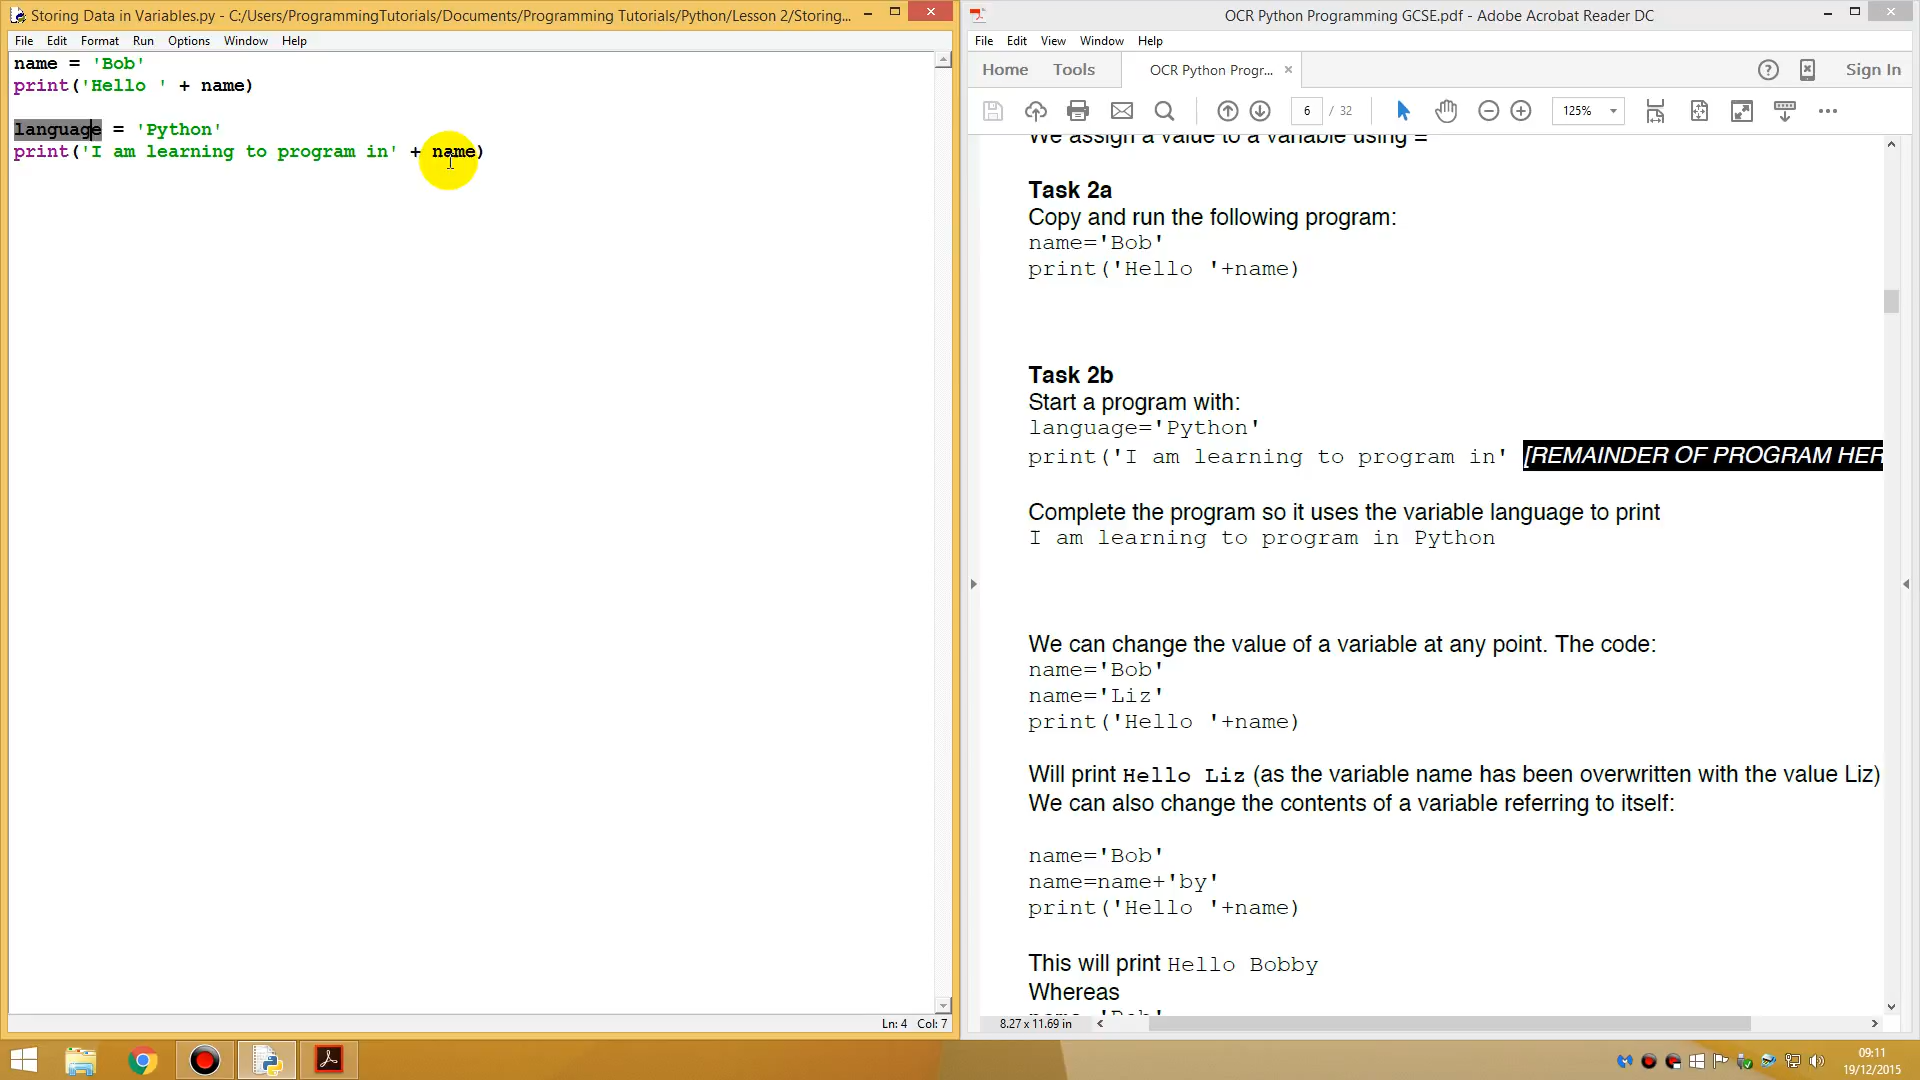 Storing Data in Variables.py - C:/Users/ProgrammingTutorials/Documents/Programming Tutorials/Python/Lesson 2/Storing...
File Edit Format Run Options Window Help
name = 'Bob'
print('Hello ' + name)
language = 'Python'
print('I am learning to program in' + name)
Ln: 4 Col: 7
OCR Python Programming GCSE.pdf - Adobe Acrobat Reader DC
File Edit View Window Help
Home Tools OCR Python Progr... × Sign In
6 / 32 125%
We assign a value to a variable using =
Task 2a
Copy and run the following program:
name='Bob'
print('Hello '+name)
Task 2b
Start a program with:
language='Python'
print('I am learning to program in' [REMAINDER OF PROGRAM HER
Complete the program so it uses the variable language to print
I am learning to program in Python
We can change the value of a variable at any point. The code:
name='Bob'
name='Liz'
print('Hello '+name)
Will print Hello Liz (as the variable name has been overwritten with the value Liz)
We can also change the contents of a variable referring to itself:
name='Bob'
name=name+'by'
print('Hello '+name)
This will print Hello Bobby
Whereas
name='Bob'
8.27 x 11.69 in
09:11
19/12/2015